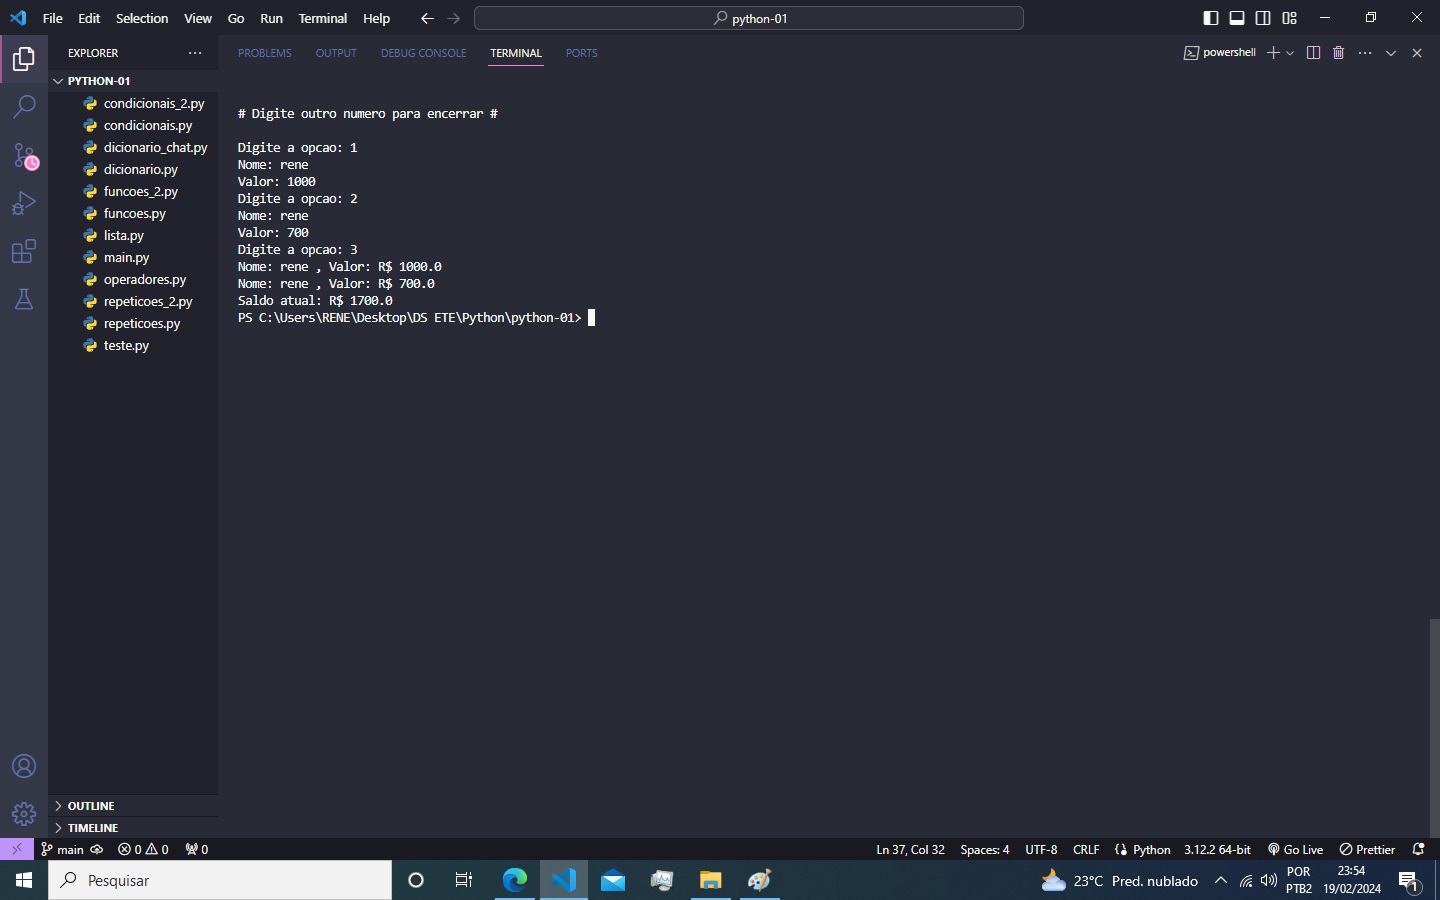 File Edit Selection View Go Run Terminal Help
python-01
EXPLORER
PROBLEMS OUTPUT DEBUG CONSOLE TERMINAL PORTS
powershell
PYTHON-01
condicionais_2.py
condicionais.py
dicionario_chat.py
dicionario.py
funcoes_2.py
funcoes.py
lista.py
main.py
operadores.py
repeticoes_2.py
repeticoes.py
teste.py
# Digite outro numero para encerrar #
Digite a opcao: 1
Nome: rene
Valor: 1000
Digite a opcao: 2
Nome: rene
Valor: 700
Digite a opcao: 3
Nome: rene , Valor: R$ 1000.0
Nome: rene , Valor: R$ 700.0
Saldo atual: R$ 1700.0
PS C:\Users\RENE\Desktop\DS ETE\Python\python-01>
OUTLINE
TIMELINE
main 0 0 0
Ln 37, Col 32 Spaces: 4 UTF-8 CRLF Python 3.12.2 64-bit Go Live Prettier
Pesquisar
23°C Pred. nublado
POR
PTB2
23:54
19/02/2024
1